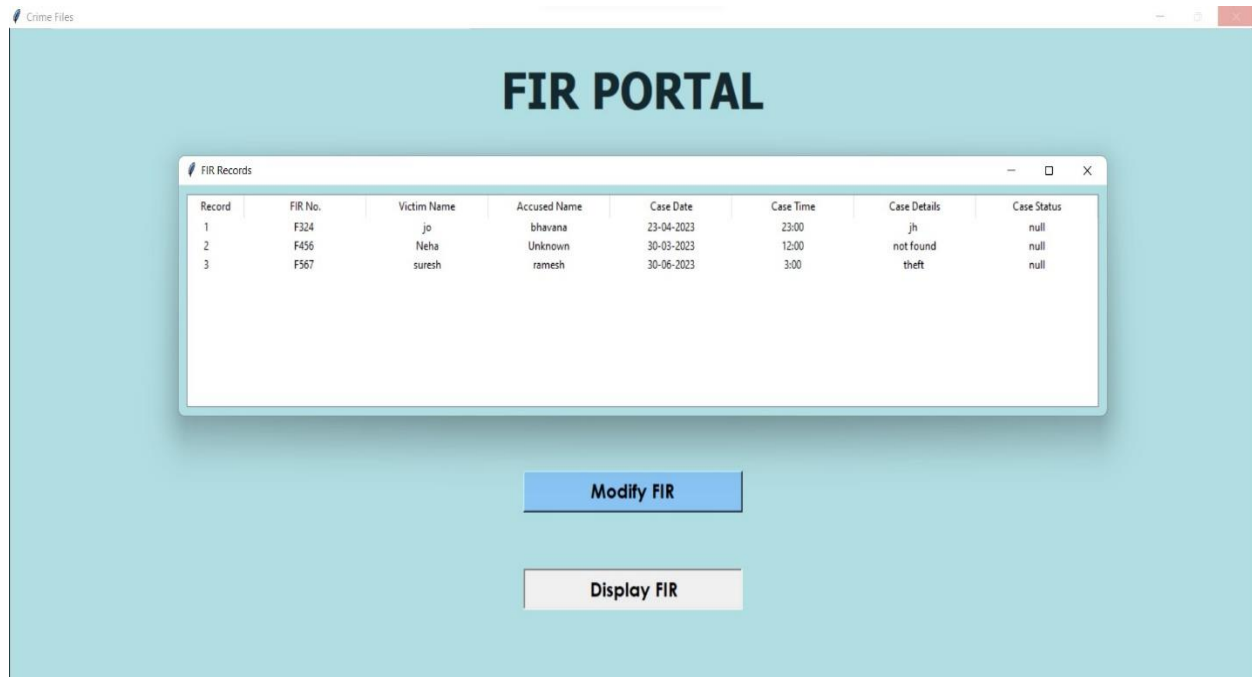 Crime Files
FIR PORTAL
FIR Records
Record FIR No. Victim Name Accused Name Case Date Case Time Case Details Case Status
1 F324 jo bhavana 23-04-2023 23:00 jh null
2 F456 Neha Unknown 30-03-2023 12:00 not found null
3 F567 suresh ramesh 30-06-2023 3:00 theft null
Modify FIR
Display FIR